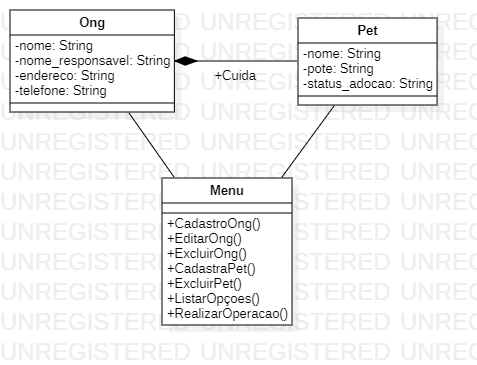 Ong
-nome: String
-nome_responsavel: String
-endereco: String
-telefone: String
+Cuida
Pet
-nome: String
-pote: String
-status_adocao: String
Menu
+CadastroOng()
+EditarOng()
+ExcluirOng()
+CadastraPet()
+ExcluirPet()
+ListarOpçoes()
+RealizarOperacao()
UNREGISTERED UNREGISTERED UNRE